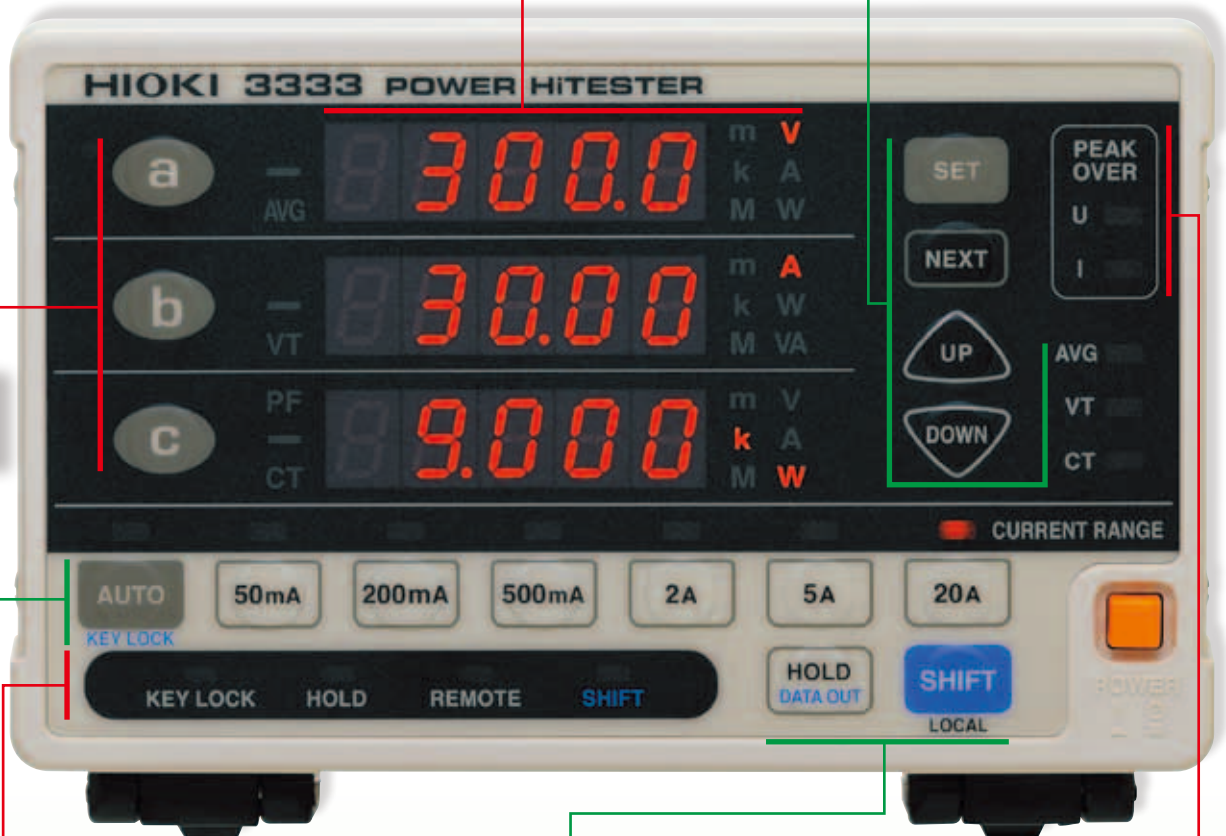 HIOKI 3333 POWER HiTESTER
a AVG 300.0 m V k A M W
SET
PEAK OVER
U
I
NEXT
b VT 30.00 m A k W M VA
UP
AVG
VT
c PF CT 9.000 m V k A M W
DOWN
CT
CURRENT RANGE
AUTO 50mA 200mA 500mA 2A 5A 20A
KEY LOCK
KEY LOCK HOLD REMOTE SHIFT
HOLD
DATA OUT
SHIFT
LOCAL
POWER